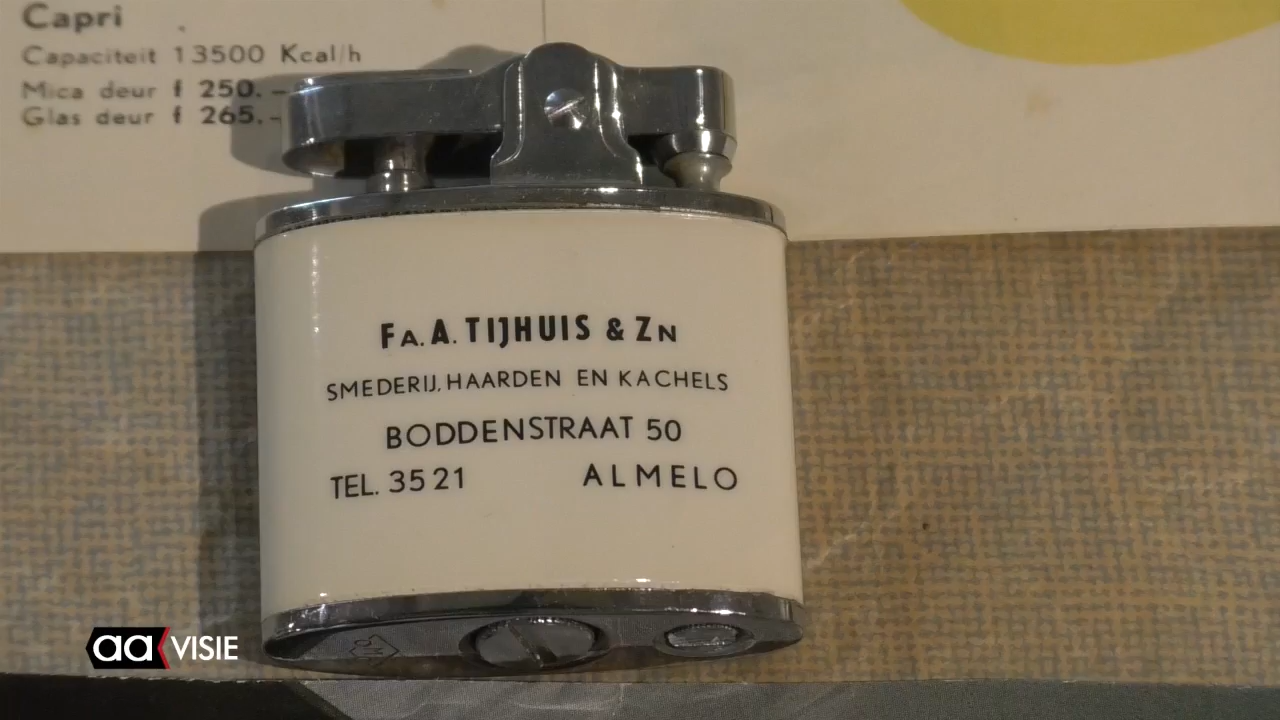 Capri
Capaciteit 13500 Kcal/h
Mica deur f 250.–
Glas deur f 265.–
FA. A. TIJHUIS & ZN
SMEDERIJ, HAARDEN EN KACHELS
BODDENSTRAAT 50
TEL. 3521 ALMELO
aa VISIE